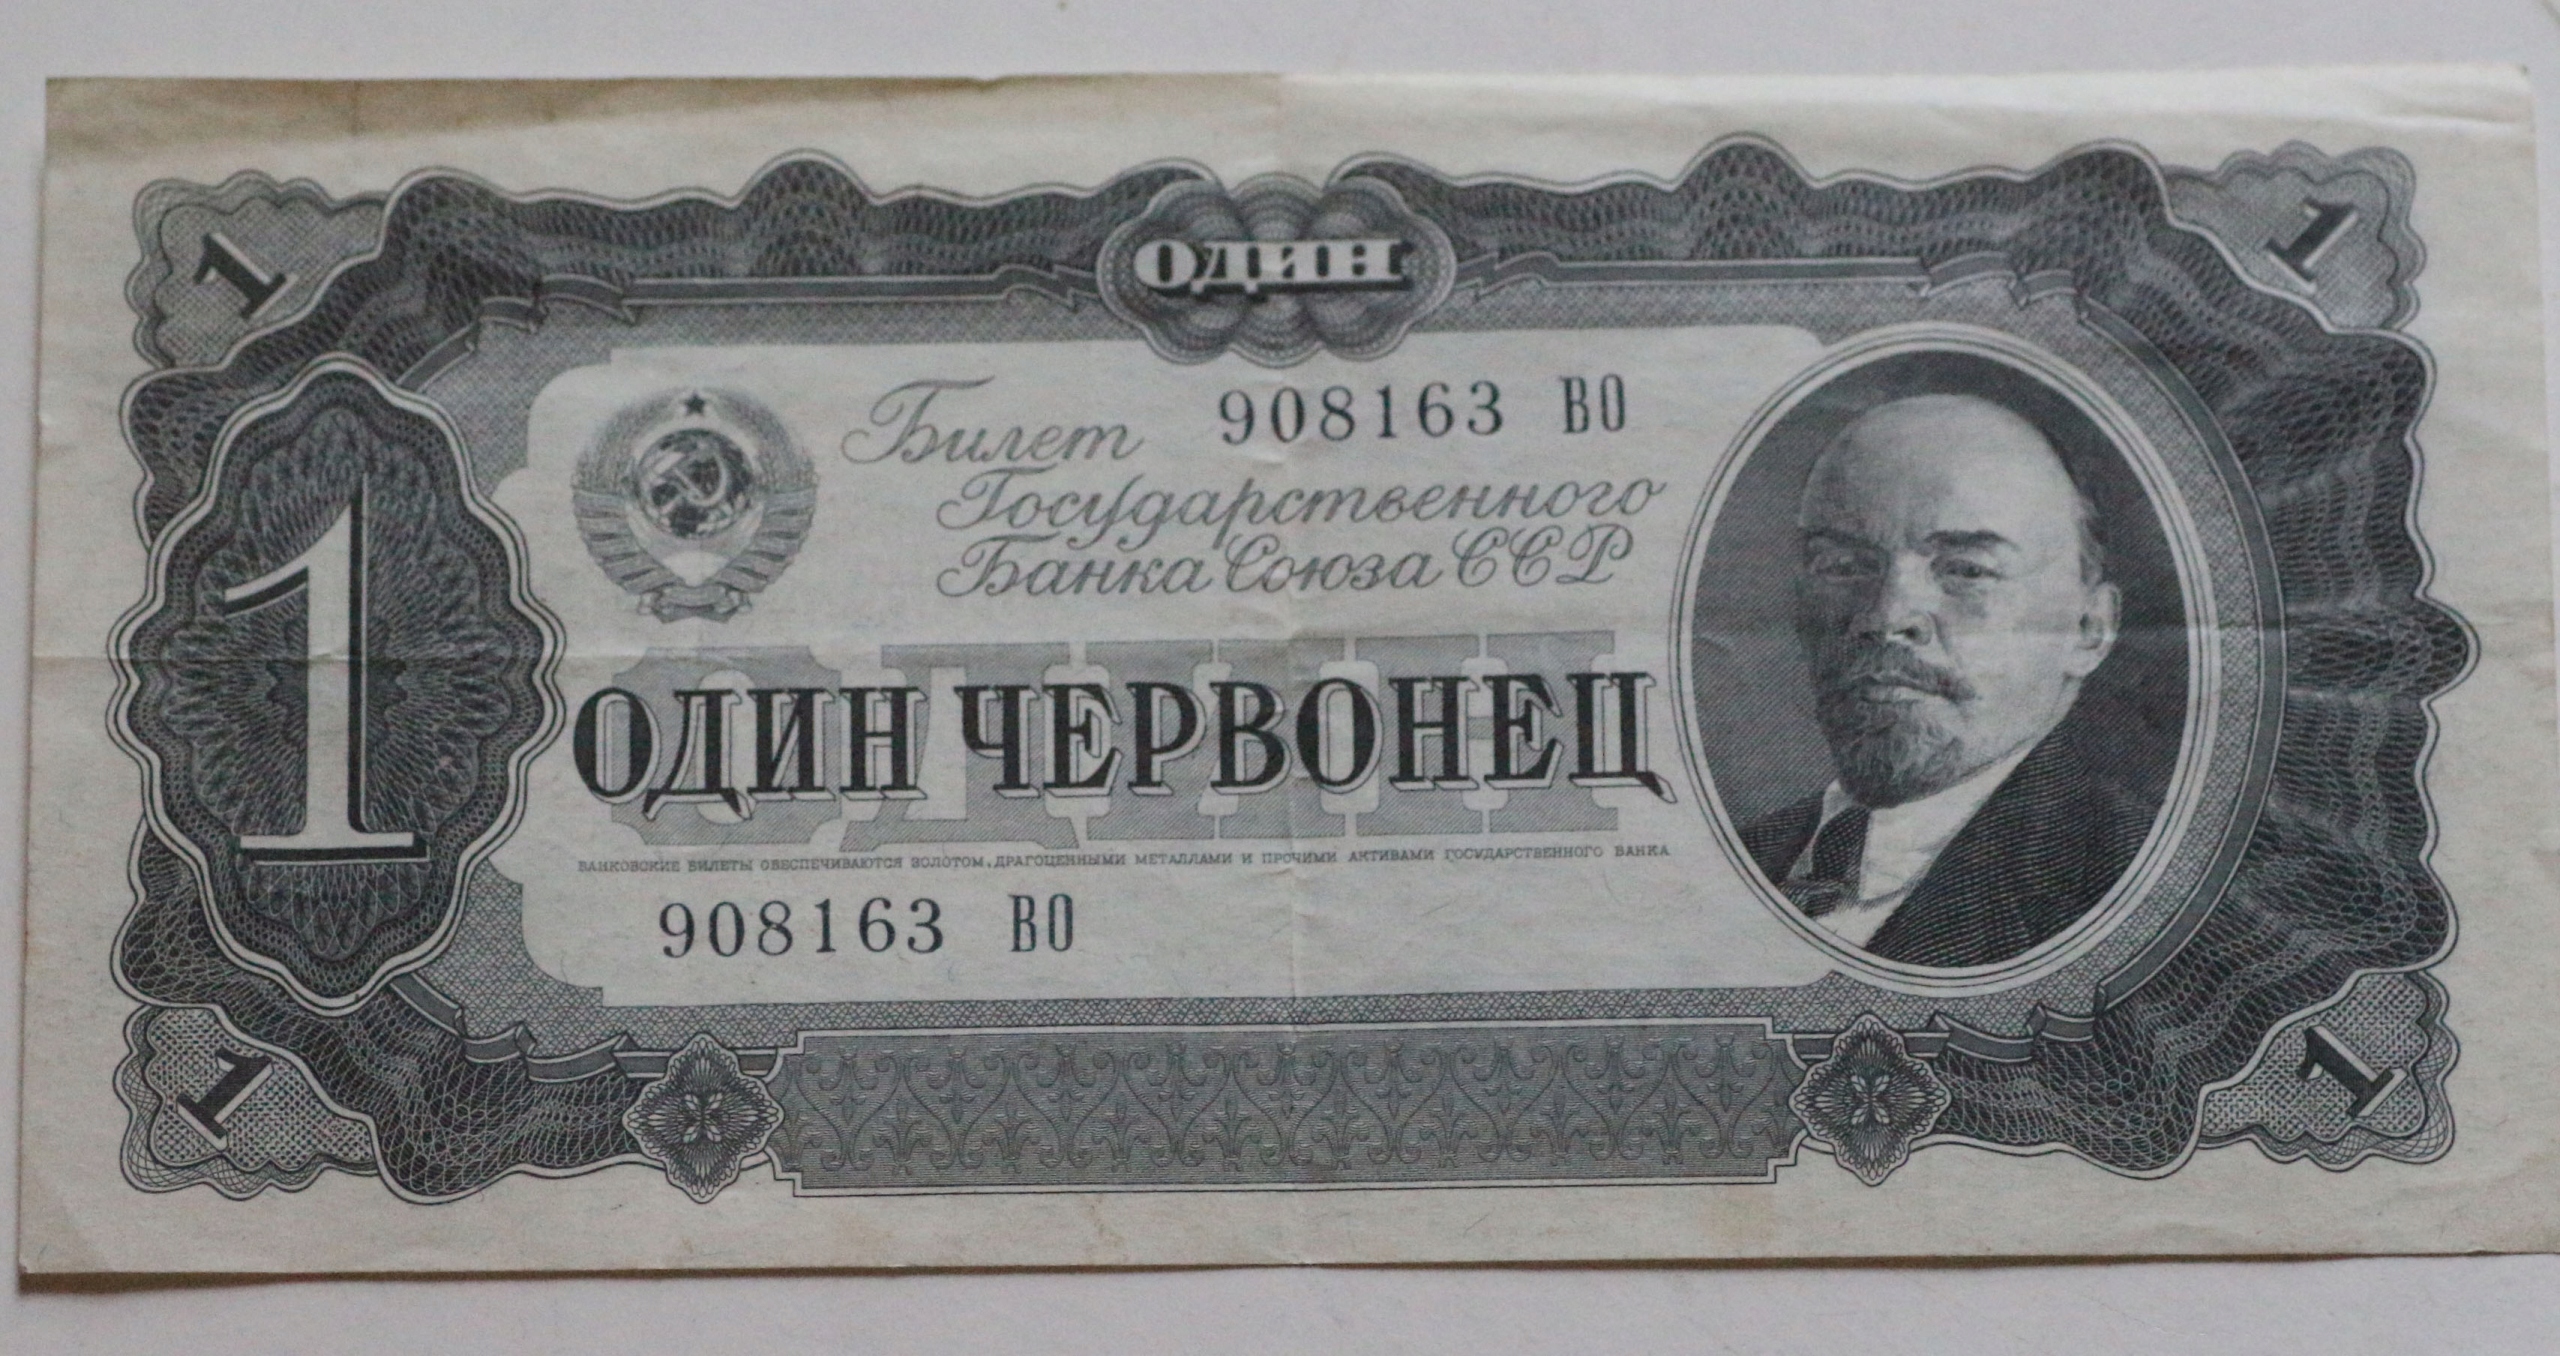 1
один
1
Билет 908163 ВО
Государственного
Банка Союза ССР
1
ОДИН
ОДИН ЧЕРВОНЕЦ
БАНКОВСКИЕ БИЛЕТЫ ОБЕСПЕЧИВАЮТСЯ ЗОЛОТОМ, ДРАГОЦЕННЫМИ МЕТАЛЛАМИ И ПРОЧИМИ АКТИВАМИ ГОСУДАРСТВЕННОГО БАНКА
908163 ВО
1
1